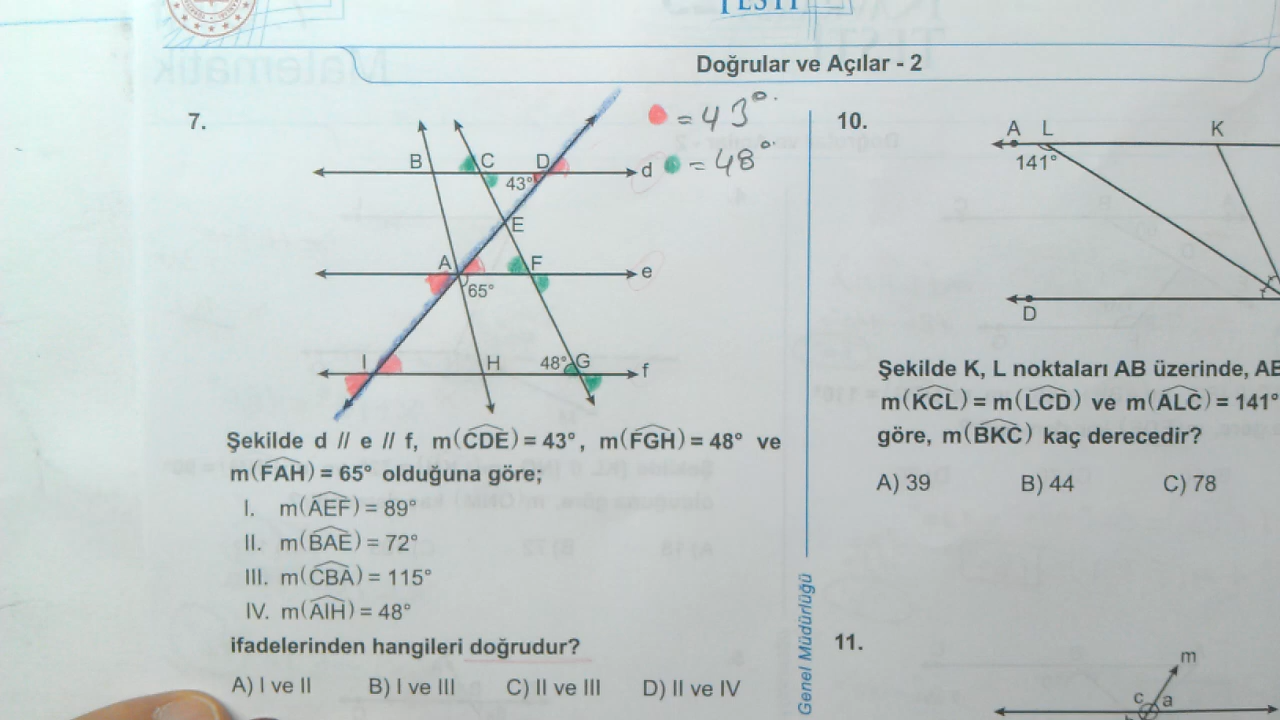 TESTİ
Doğrular ve Açılar - 2
7.
B C D d
43°
E
A F e
65°
I H 48° G f
= 43°
= 48°
Şekilde d // e // f, m(CDE) = 43°, m(FGH) = 48° ve
m(FAH) = 65° olduğuna göre;
I. m(AEF) = 89°
II. m(BAE) = 72°
III. m(CBA) = 115°
IV. m(AIH) = 48°
ifadelerinden hangileri doğrudur?
A) I ve II B) I ve III C) II ve III D) II ve IV
Genel Müdürlüğü
10.
A L K
141°
D
Şekilde K, L noktaları AB üzerinde, AB
m(KCL) = m(LCD) ve m(ALC) = 141°
göre, m(BKC) kaç derecedir?
A) 39 B) 44 C) 78
11.
m
c a